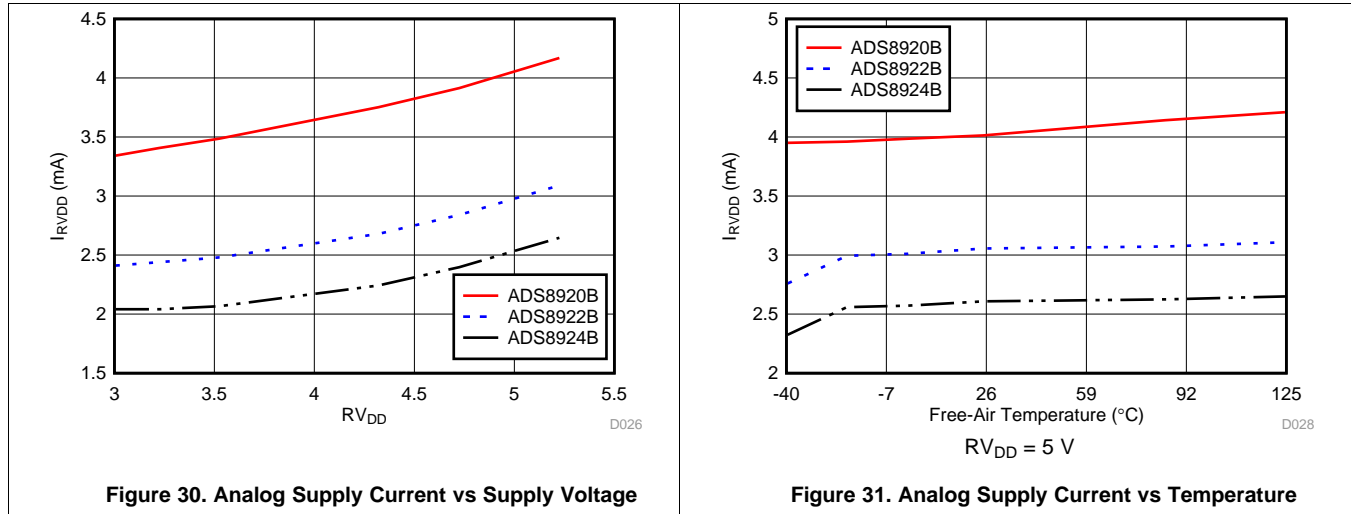 4.5
4
3.5
3
2.5
2
1.5
I_RVDD (mA)
ADS8920B
ADS8922B
ADS8924B
3 3.5 4 4.5 5 5.5
RV_DD
D026
Figure 30. Analog Supply Current vs Supply Voltage
5
4.5
4
3.5
3
2.5
2
I_RVDD (mA)
ADS8920B
ADS8922B
ADS8924B
-40 -7 26 59 92 125
Free-Air Temperature (°C)
D028
RV_DD = 5 V
Figure 31. Analog Supply Current vs Temperature